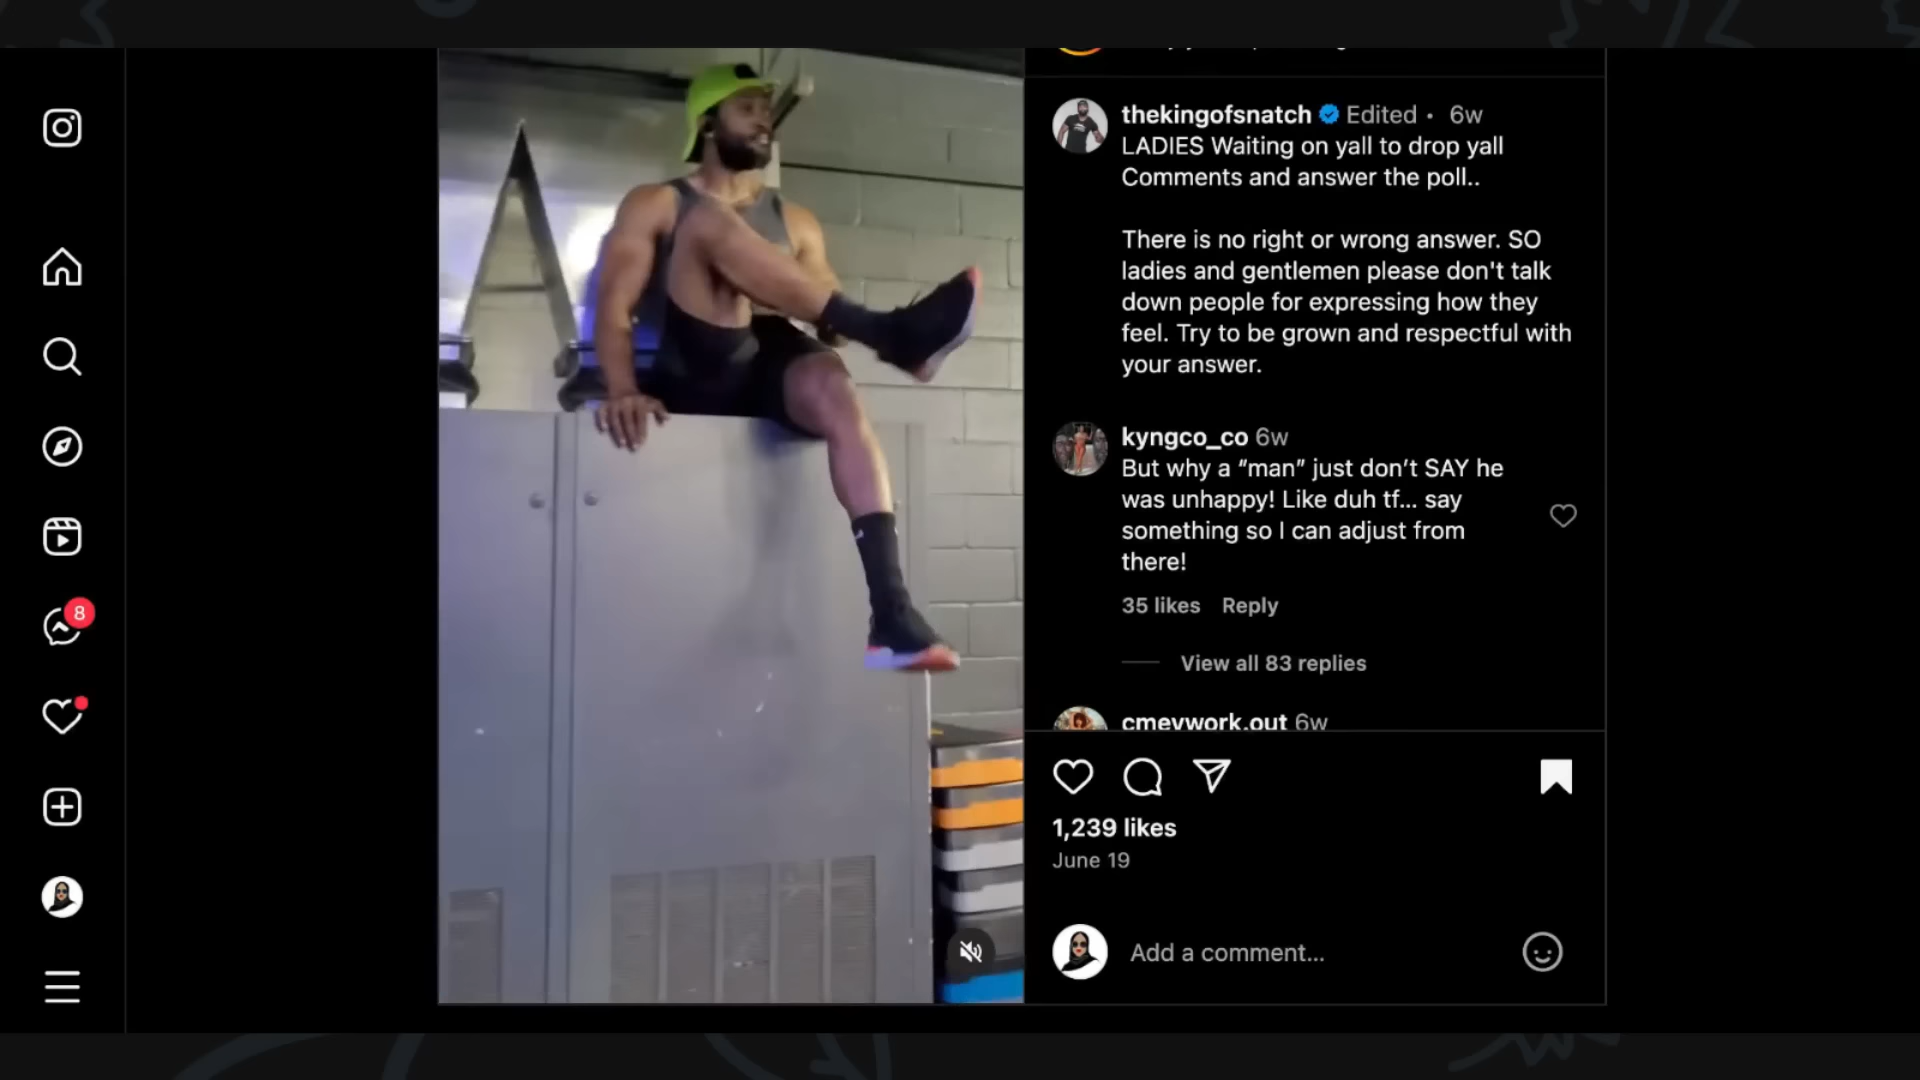 thekingofsnatch Edited • 6w
LADIES Waiting on yall to drop yall
Comments and answer the poll..
There is no right or wrong answer. SO
ladies and gentlemen please don't talk
down people for expressing how they
feel. Try to be grown and respectful with
your answer.
kyngco_co 6w
But why a “man” just don’t SAY he
was unhappy! Like duh tf... say
something so I can adjust from
there!
35 likes Reply
View all 83 replies
cmevwork.out 6w
8
1,239 likes
June 19
Add a comment...